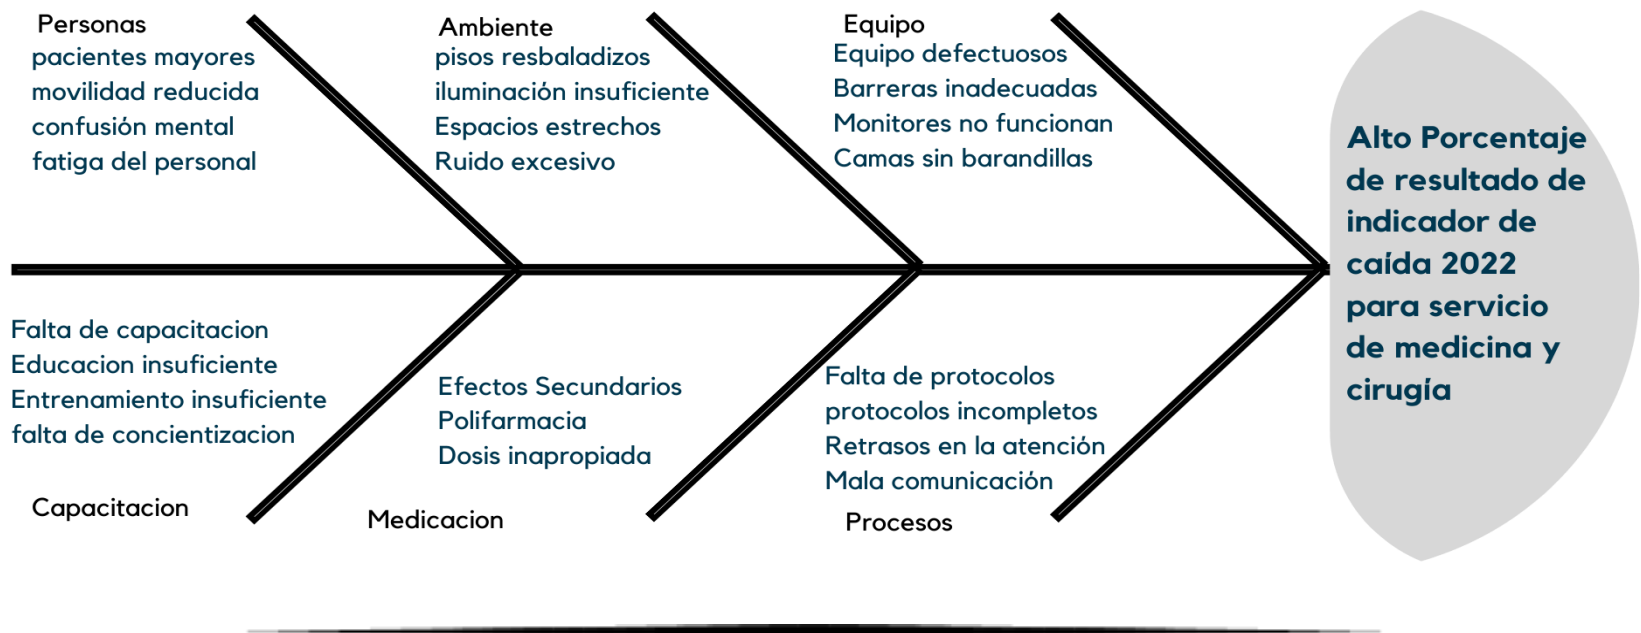 Personas
pacientes mayores
movilidad reducida
confusión mental
fatiga del personal
Ambiente
pisos resbaladizos
iluminación insuficiente
Espacios estrechos
Ruido excesivo
Equipo
Equipo defectuosos
Barreras inadecuadas
Monitores no funcionan
Camas sin barandillas
Alto Porcentaje
de resultado de
indicador de
caída 2022
para servicio
de medicina y
cirugía
Falta de capacitacion
Educacion insuficiente
Entrenamiento insuficiente
falta de concientizacion
Capacitacion
Efectos Secundarios
Polifarmacia
Dosis inapropiada
Medicacion
Falta de protocolos
protocolos incompletos
Retrasos en la atención
Mala comunicación
Procesos